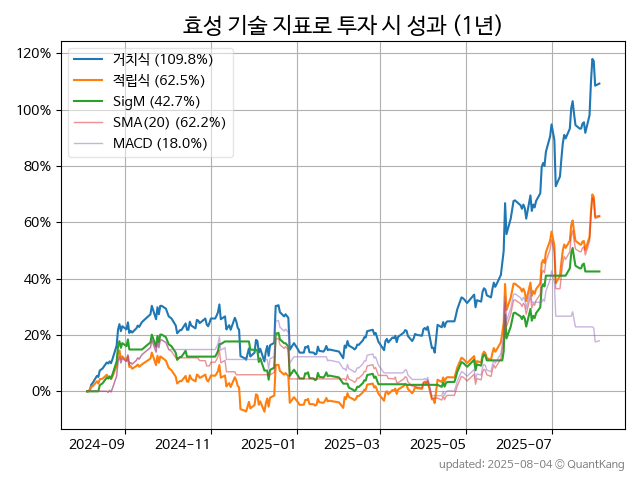 효성 기술 지표로 투자 시 성과 (1년)
120%
100%
80%
60%
40%
20%
0%
거치식 (109.8%)
적립식 (62.5%)
SigM (42.7%)
SMA(20) (62.2%)
MACD (18.0%)
2024-09 2024-11 2025-01 2025-03 2025-05 2025-07
updated: 2025-08-04 © QuantKang